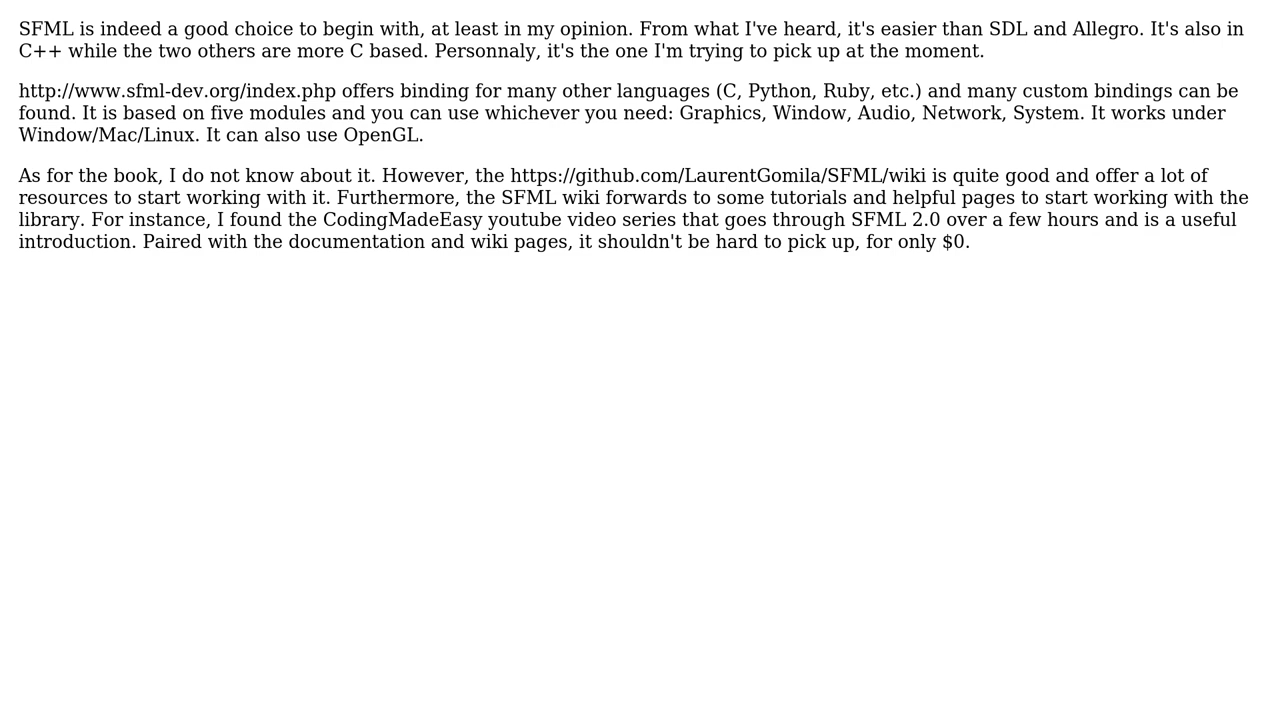 SFML is indeed a good choice to begin with, at least in my opinion. From what I've heard, it's easier than SDL and Allegro. It's also in
C++ while the two others are more C based. Personnaly, it's the one I'm trying to pick up at the moment.
http://www.sfml-dev.org/index.php offers binding for many other languages (C, Python, Ruby, etc.) and many custom bindings can be
found. It is based on five modules and you can use whichever you need: Graphics, Window, Audio, Network, System. It works under
Window/Mac/Linux. It can also use OpenGL.
As for the book, I do not know about it. However, the https://github.com/LaurentGomila/SFML/wiki is quite good and offer a lot of
resources to start working with it. Furthermore, the SFML wiki forwards to some tutorials and helpful pages to start working with the
library. For instance, I found the CodingMadeEasy youtube video series that goes through SFML 2.0 over a few hours and is a useful
introduction. Paired with the documentation and wiki pages, it shouldn't be hard to pick up, for only $0.